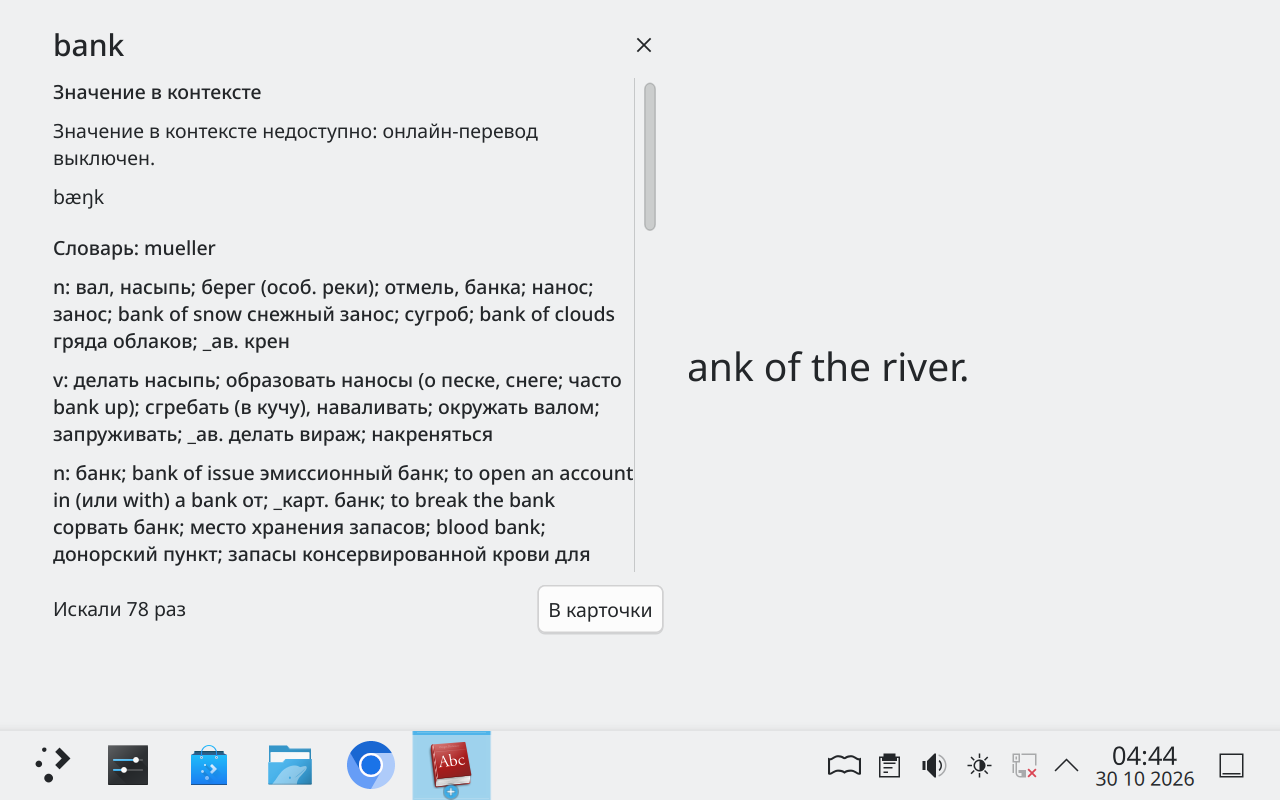 bank
Значение в контексте
Значение в контексте недоступно: онлайн-перевод
выключен.
bæŋk
Словарь: mueller
n: вал, насыпь; берег (особ. реки); отмель, банка; нанос;
занос; bank of snow снежный занос; сугроб; bank of clouds
гряда облаков; _ав. крен
v: делать насыпь; образовать наносы (о песке, снеге; часто
bank up); сгребать (в кучу), наваливать; окружать валом;
запруживать; _ав. делать вираж; накреняться
n: банк; bank of issue эмиссионный банк; to open an account
in (или with) a bank от; _карт. банк; to break the bank
сорвать банк; место хранения запасов; blood bank;
донорский пункт; запасы консервированной крови для
Искали 78 раз
В карточки
ank of the river.
Abc
04:44
30 10 2026